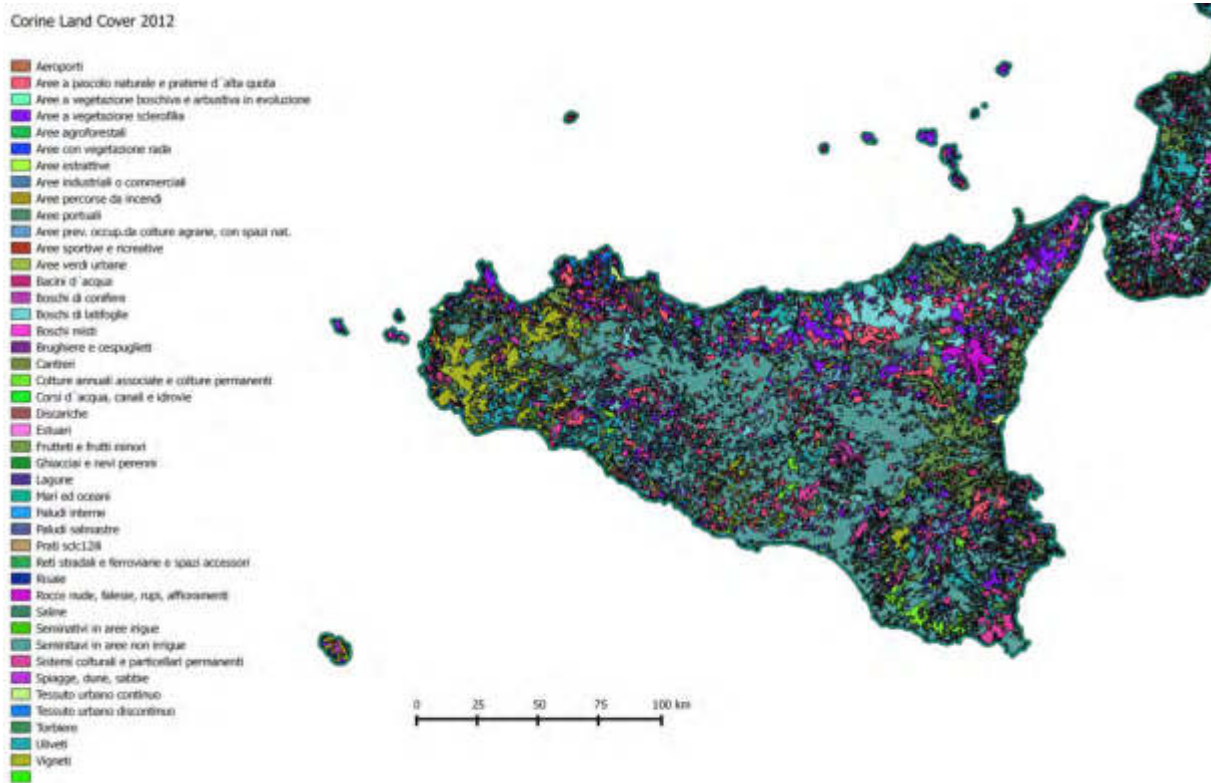 Corine Land Cover 2012
Aeroporti
Aree a pascolo naturale e praterie d´alta quota
Aree a vegetazione boschiva e arbustiva in evoluzione
Aree a vegetazione sclerofilla
Aree agroforestali
Aree con vegetazione rada
Aree estrattive
Aree industriali o commerciali
Aree percorse da incendi
Aree portuali
Aree prev. occup.da colture agrarie, con spazi nat.
Aree sportive e ricreative
Aree verdi urbane
Bacini d´acqua
Boschi di conifere
Boschi di latifoglie
Boschi misti
Brughiere e cespuglieti
Cantieri
Colture annuali associate e colture permanenti
Corsi d´acqua, canali e idrovie
Discariche
Estuari
Frutteti e frutti minori
Ghiacciai e nevi perenni
Lagune
Mari ed oceani
Paludi interne
Paludi salmastre
Prati
Reti stradali e ferroviarie e spazi accessori
Risaie
Rocce nude, falesie, rupi, affioramenti
Saline
Seminativi in aree irrigue
Seminitavi in aree non irrigue
Sistemi colturali e particellari permanenti
Spiagge, dune, sabbie
Tessuto urbano continuo
Tessuto urbano discontinuo
Torbiere
Uliveti
Vigneti
0 25 50 75 100 km